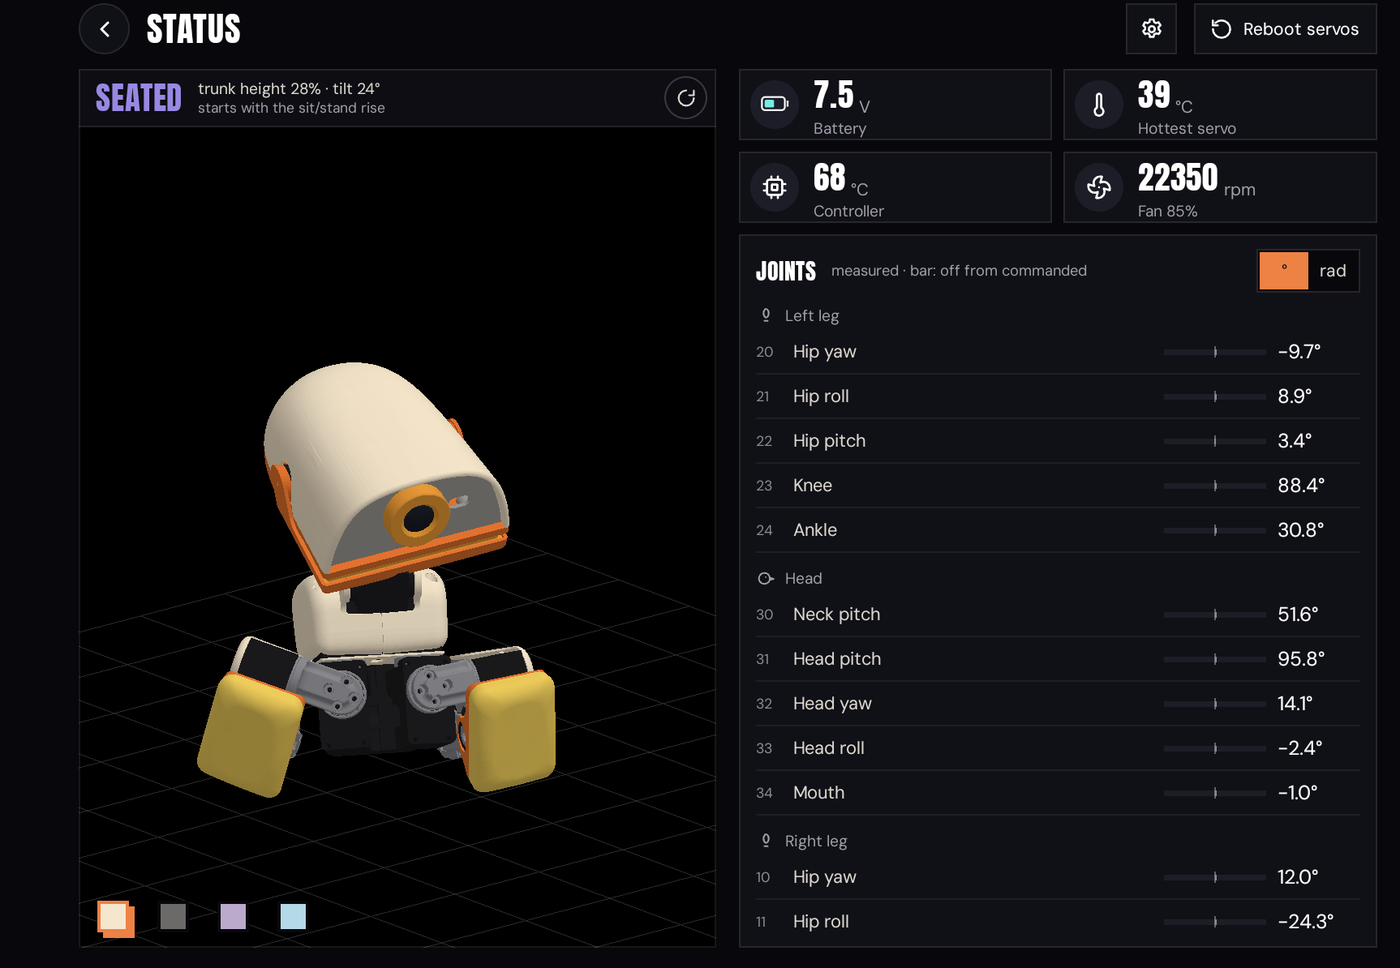 STATUS
Reboot servos
SEATED
trunk height 28% · tilt 24°
starts with the sit/stand rise
7.5 V
Battery
39 °C
Hottest servo
68 °C
Controller
22350 rpm
Fan 85%
JOINTS measured · bar: off from commanded
° rad
Left leg
20 Hip yaw −9.7°
21 Hip roll 8.9°
22 Hip pitch 3.4°
23 Knee 88.4°
24 Ankle 30.8°
Head
30 Neck pitch 51.6°
31 Head pitch 95.8°
32 Head yaw 14.1°
33 Head roll −2.4°
34 Mouth −1.0°
Right leg
10 Hip yaw 12.0°
11 Hip roll −24.3°